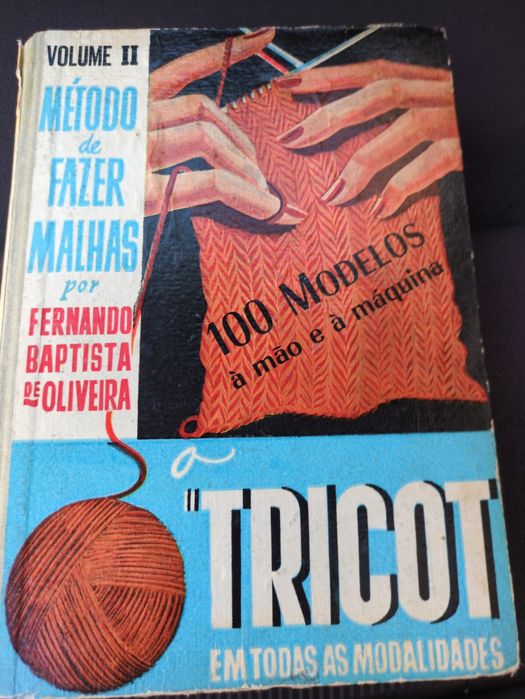 VOLUME II
MÉTODO
de
FAZER
MALHAS
por
FERNANDO
BAPTISTA
DE OLIVEIRA
100 MODELOS
à mão e à máquina
a
"TRICOT
EM TODAS AS MODALIDADES